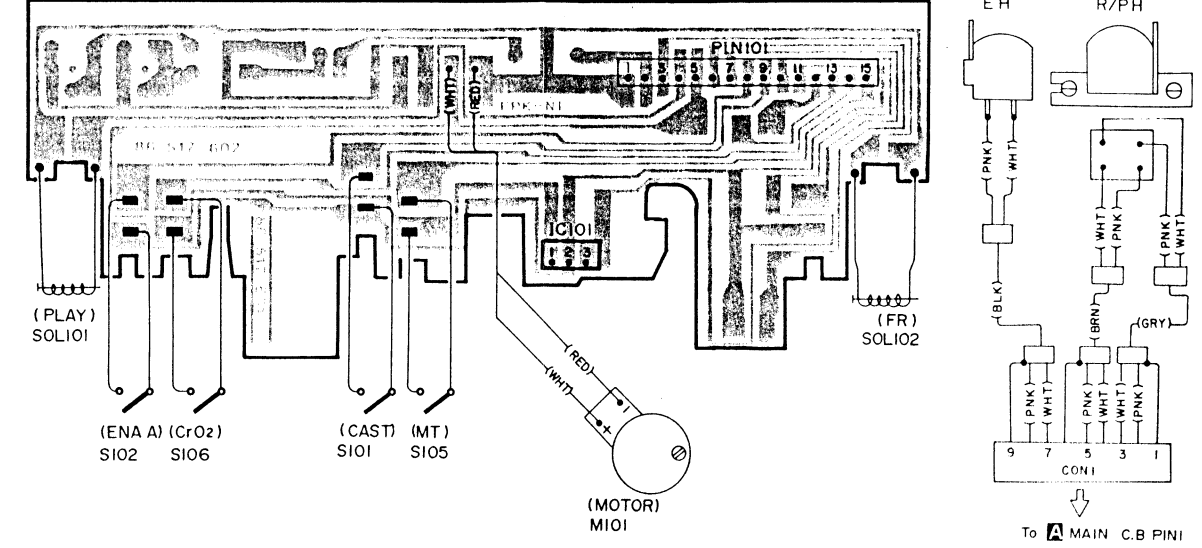 EH
R/PH
PIN101
1 3 5 7 9 11 13 15
(WHT)
(RED)
86 517 602
IC101
1 2 3
(PLAY)
SOL101
(FR)
SOL102
(RED)
(WHT)
-
+
(ENA A) (CrO2)
S102 S106
(CAST) (MT)
S101 S105
(MOTOR)
M101
(PNK)
(WHT)
(WHT)
(PNK)
(PNK)
(WHT)
(BLK)
(BRN)
(GRY)
(PNK)
(WHT)
(PNK)
(WHT)
(WHT)
(PNK)
9 7 5 3 1
CON1
To A MAIN C.B PIN1